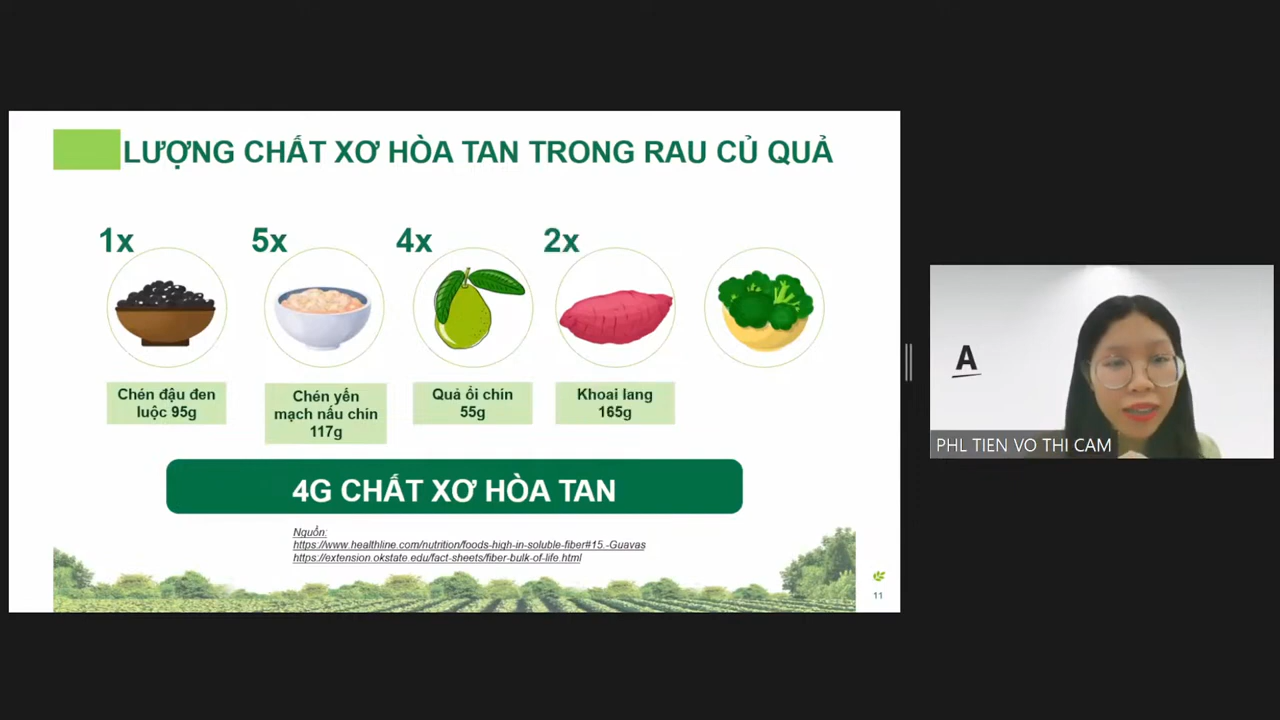 LƯỢNG CHẤT XƠ HÒA TAN TRONG RAU CỦ QUẢ
1x
5x
4x
2x
Chén đậu đen
luộc 95g
Chén yến
mạch nấu chín
117g
Quả ổi chín
55g
Khoai lang
165g
4G CHẤT XƠ HÒA TAN
Nguồn:
https://www.healthline.com/nutrition/foods-high-in-soluble-fiber#15.-Guavas
https://extension.okstate.edu/fact-sheets/fiber-bulk-of-life.html
11
A
PHL TIEN VO THI CAM